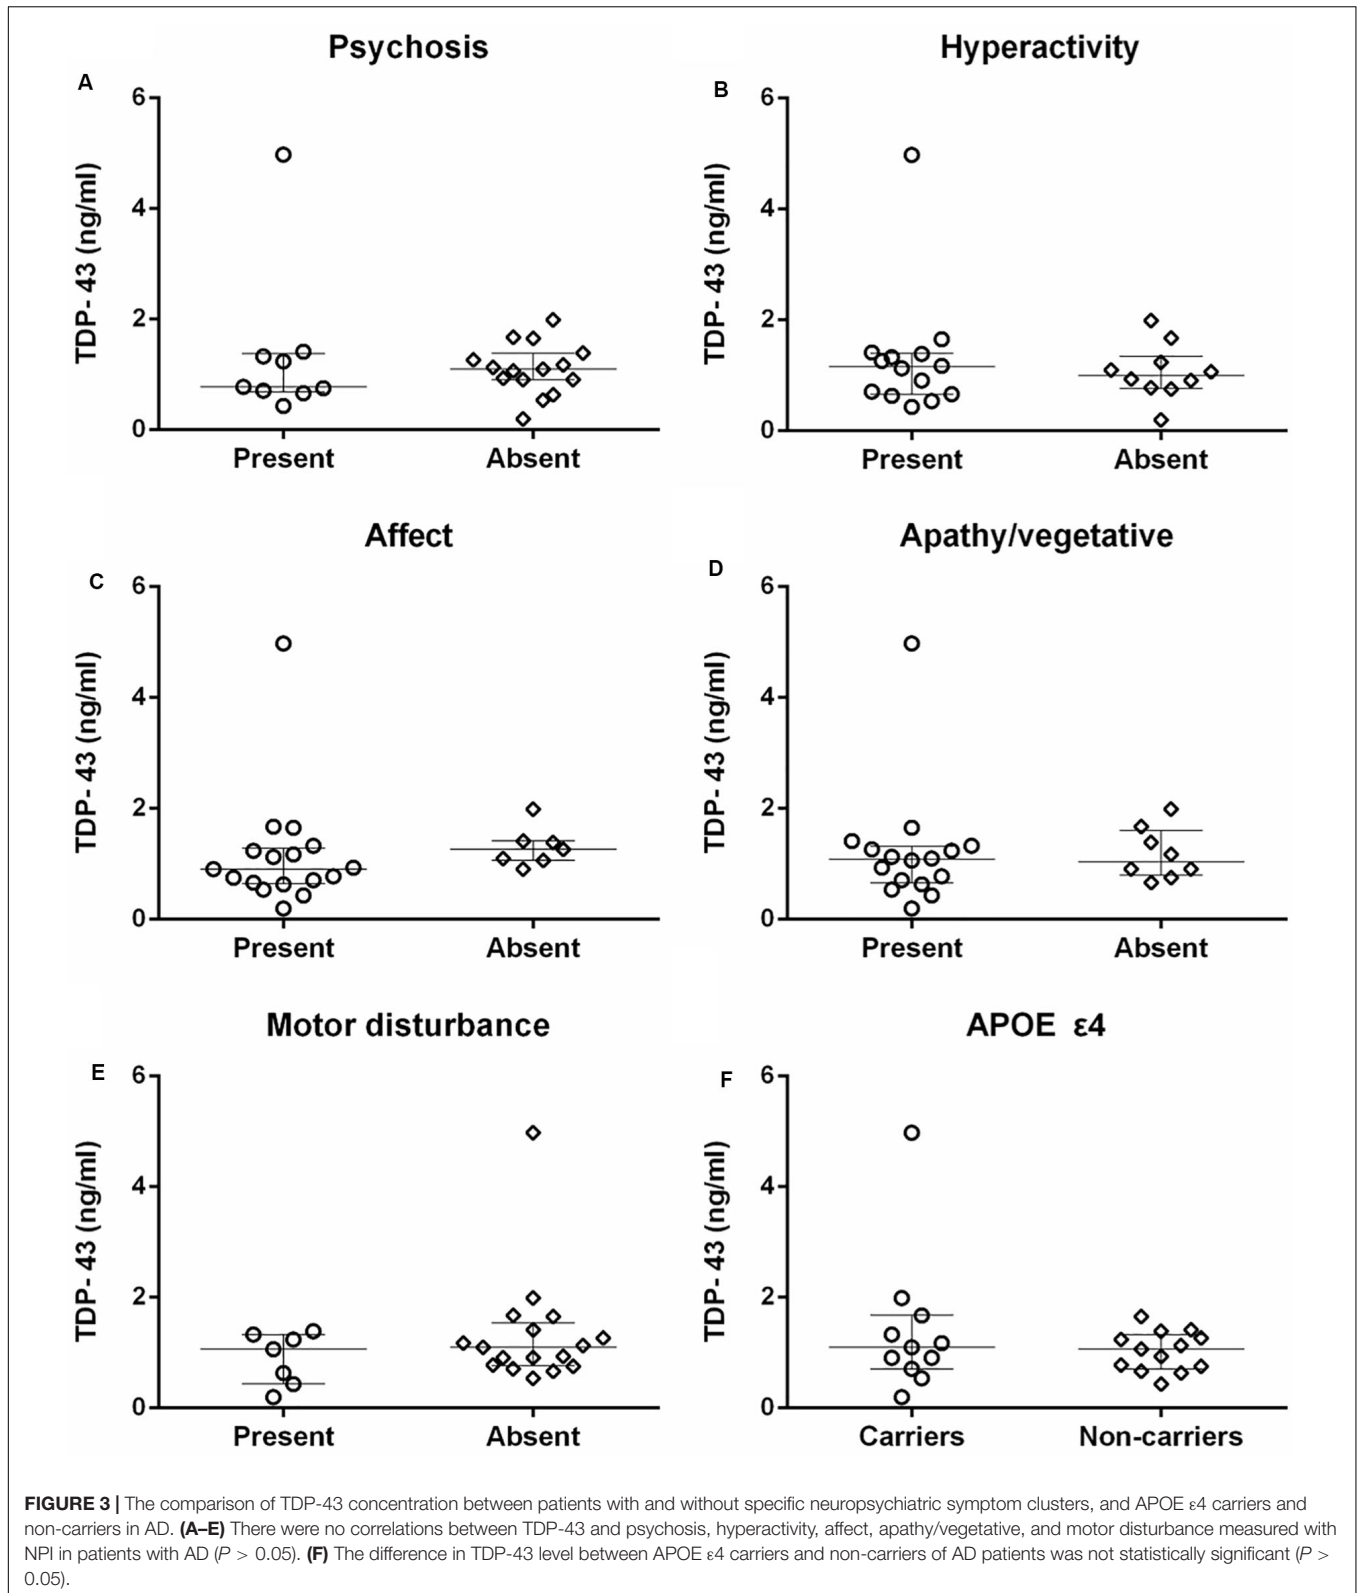 Psychosis
A
6
4
2
0
TDP- 43 (ng/ml)
Present
Absent
Hyperactivity
B
6
4
2
0
TDP- 43 (ng/ml)
Present
Absent
Affect
C
6
4
2
0
TDP- 43 (ng/ml)
Present
Absent
Apathy/vegetative
D
6
4
2
0
TDP- 43 (ng/ml)
Present
Absent
Motor disturbance
E
6
4
2
0
TDP- 43 (ng/ml)
Present
Absent
APOE ε4
F
6
4
2
0
TDP- 43 (ng/ml)
Carriers
Non-carriers
FIGURE 3 | The comparison of TDP-43 concentration between patients with and without specific neuropsychiatric symptom clusters, and APOE ε4 carriers and
non-carriers in AD. (A–E) There were no correlations between TDP-43 and psychosis, hyperactivity, affect, apathy/vegetative, and motor disturbance measured with
NPI in patients with AD (P > 0.05). (F) The difference in TDP-43 level between APOE ε4 carriers and non-carriers of AD patients was not statistically significant (P >
0.05).